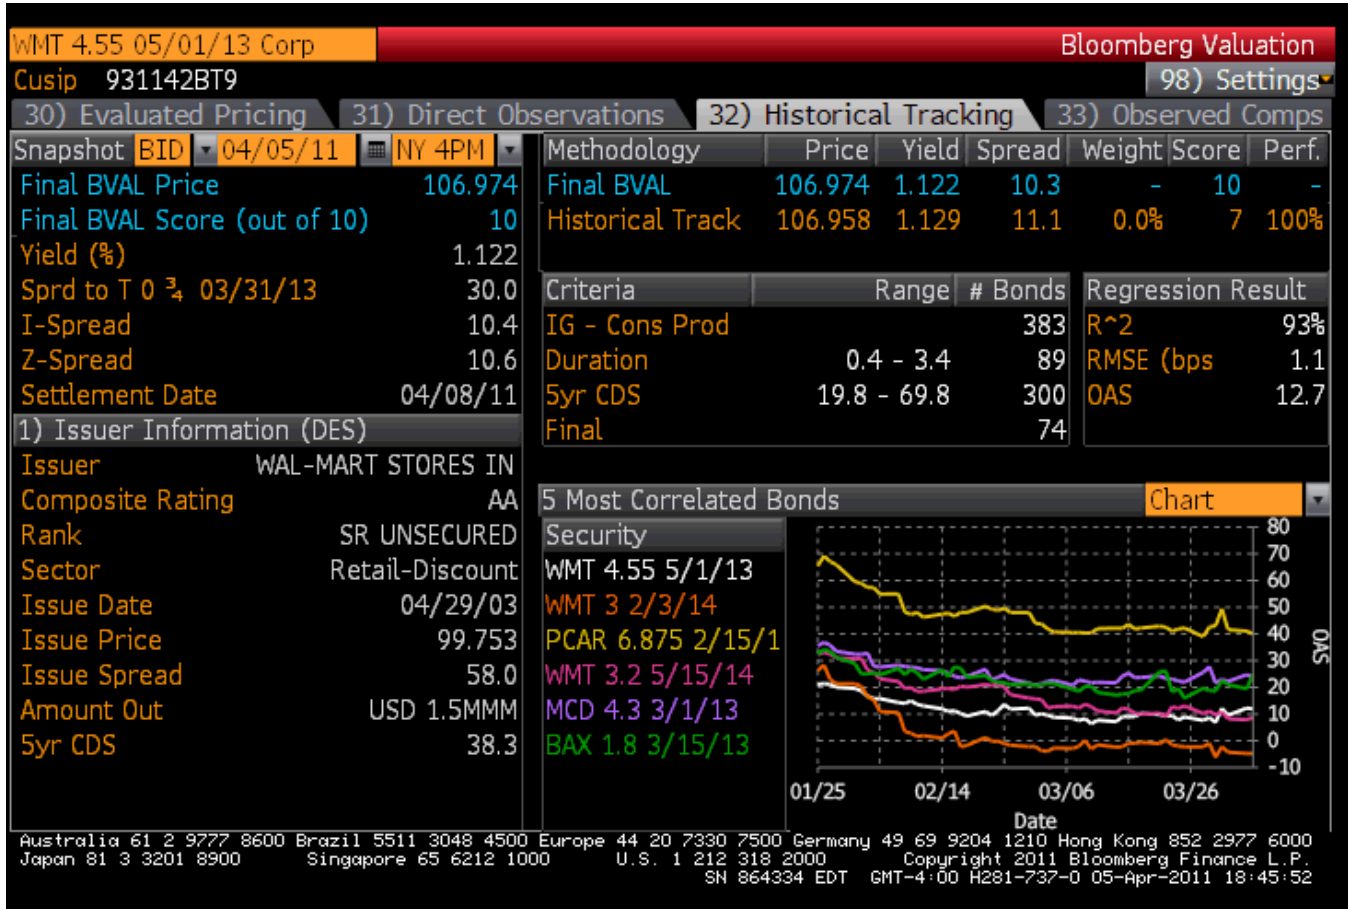 WMT 4.55 05/01/13 Corp Bloomberg Valuation
Cusip 931142BT9 98) Settings
30) Evaluated Pricing 31) Direct Observations 32) Historical Tracking 33) Observed Comps
Snapshot BID 04/05/11 NY 4PM
Final BVAL Price 106.974
Final BVAL Score (out of 10) 10
Yield (%) 1.122
Sprd to T 0 ¾ 03/31/13 30.0
I-Spread 10.4
Z-Spread 10.6
Settlement Date 04/08/11
1) Issuer Information (DES)
Issuer WAL-MART STORES IN
Composite Rating AA
Rank SR UNSECURED
Sector Retail-Discount
Issue Date 04/29/03
Issue Price 99.753
Issue Spread 58.0
Amount Out USD 1.5MMM
5yr CDS 38.3
Methodology Price Yield Spread Weight Score Perf.
Final BVAL 106.974 1.122 10.3 - 10 -
Historical Track 106.958 1.129 11.1 0.0% 7 100%
Criteria Range # Bonds
IG - Cons Prod 383
Duration 0.4 - 3.4 89
5yr CDS 19.8 - 69.8 300
Final 74
Regression Result
R^2 93%
RMSE (bps 1.1
OAS 12.7
5 Most Correlated Bonds Chart
Security
WMT 4.55 5/1/13
WMT 3 2/3/14
PCAR 6.875 2/15/1
WMT 3.2 5/15/14
MCD 4.3 3/1/13
BAX 1.8 3/15/13
80
70
60
50
40
30
20
10
0
-10
OAS
01/25 02/14 03/06 03/26
Date
Australia 61 2 9777 8600 Brazil 5511 3048 4500 Europe 44 20 7330 7500 Germany 49 69 9204 1210 Hong Kong 852 2977 6000
Japan 81 3 3201 8900 Singapore 65 6212 1000 U.S. 1 212 318 2000 Copyright 2011 Bloomberg Finance L.P.
SN 864334 EDT GMT-4:00 H281-737-0 05-Apr-2011 18:45:52